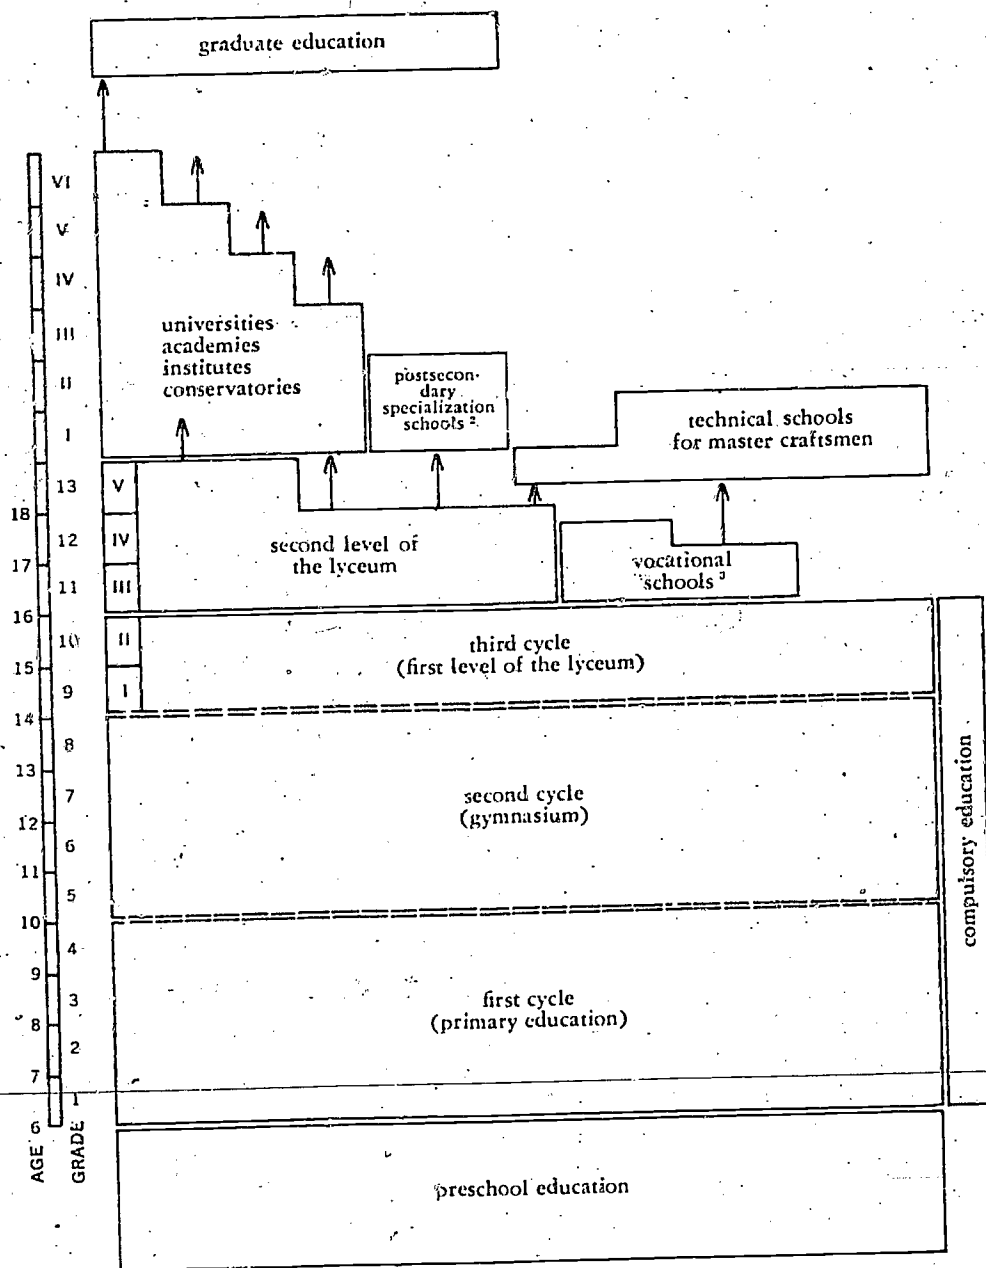 graduate education
VI
V
IV
III
II
I
universities
academies
institutes
conservatories
postsecon-
dary
specialization
schools 2.
technical schools
for master craftsmen
13
V
18
12
IV
17
11
III
16
second level of
the lyceum
vocational
schools 3
10
II
15
9
I
14
third cycle
(first level of the lyceum)
8
13
7
12
6
11
5
10
second cycle
(gymnasium)
compulsory education
4
9
3
8
2
7
1
6
first cycle
(primary education)
AGE
GRADE
preschool education